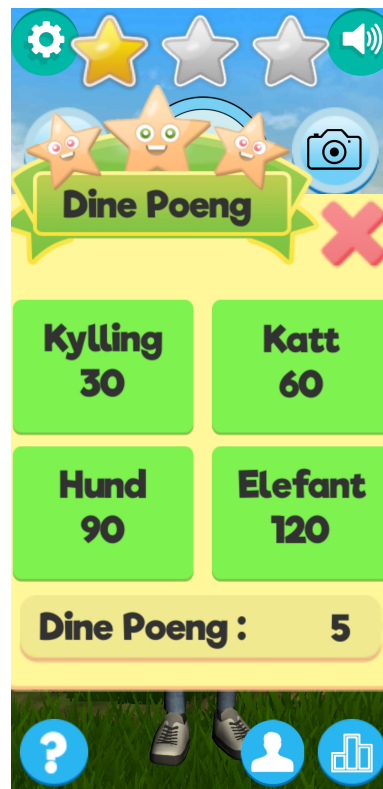 Dine Poeng
Kylling
30
Katt
60
Hund
90
Elefant
120
Dine Poeng : 5
?